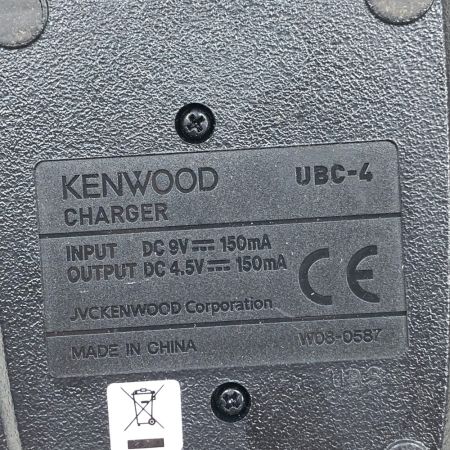 KENWOOD UBC-4
CHARGER
INPUT DC 9V⎓150mA
OUTPUT DC 4.5V⎓150mA
CE
JVCKENWOOD Corporation
MADE IN CHINA W08-0587